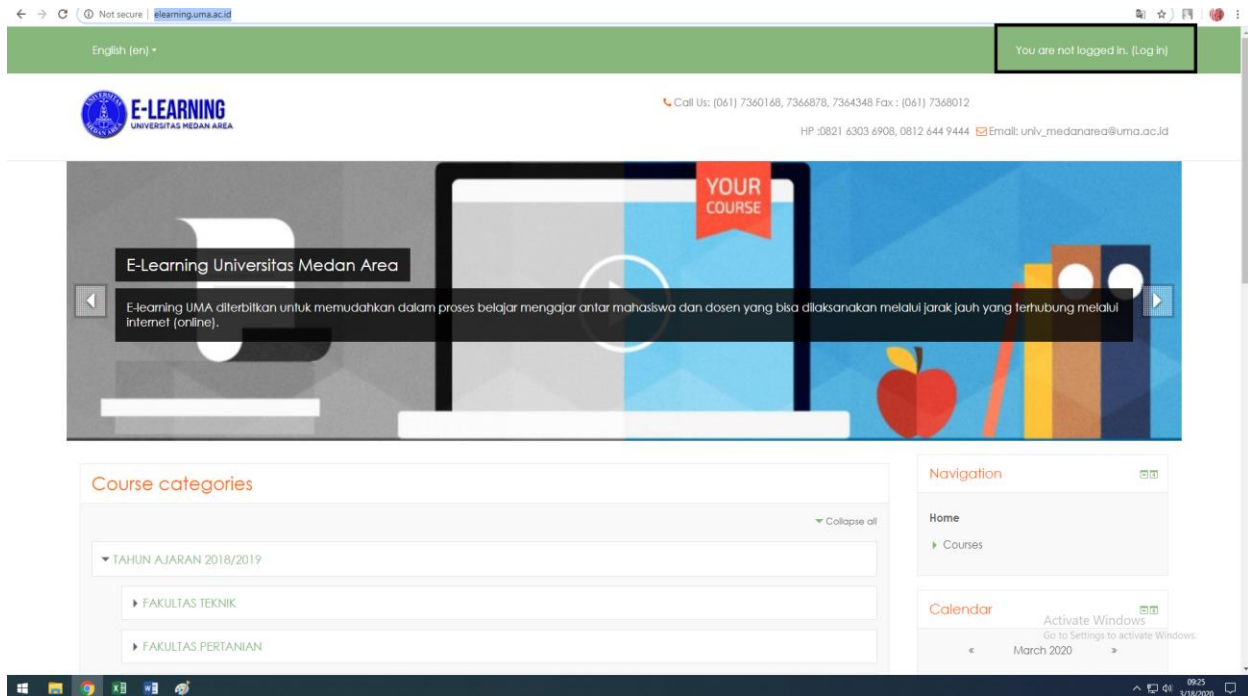 Not secure | elearning.uma.ac.id
English (en)
You are not logged in. (Log in)
E-LEARNING
UNIVERSITAS MEDAN AREA
Call Us: (061) 7360168, 7366878, 7364348 Fax : (061) 7368012
HP :0821 6303 6908, 0812 644 9444 Email: univ_medanarea@uma.ac.id
YOUR
COURSE
E-Learning Universitas Medan Area
E-learning UMA diterbitkan untuk memudahkan dalam proses belajar mengajar antar mahasiswa dan dosen yang bisa dilaksanakan melalui jarak jauh yang terhubung melalui
internet (online).
Course categories
Collapse all
TAHUN AJARAN 2018/2019
FAKULTAS TEKNIK
FAKULTAS PERTANIAN
Navigation
Home
Courses
Calendar
Activate Windows
Go to Settings to activate Windows.
« March 2020 »
09:25
3/18/2020